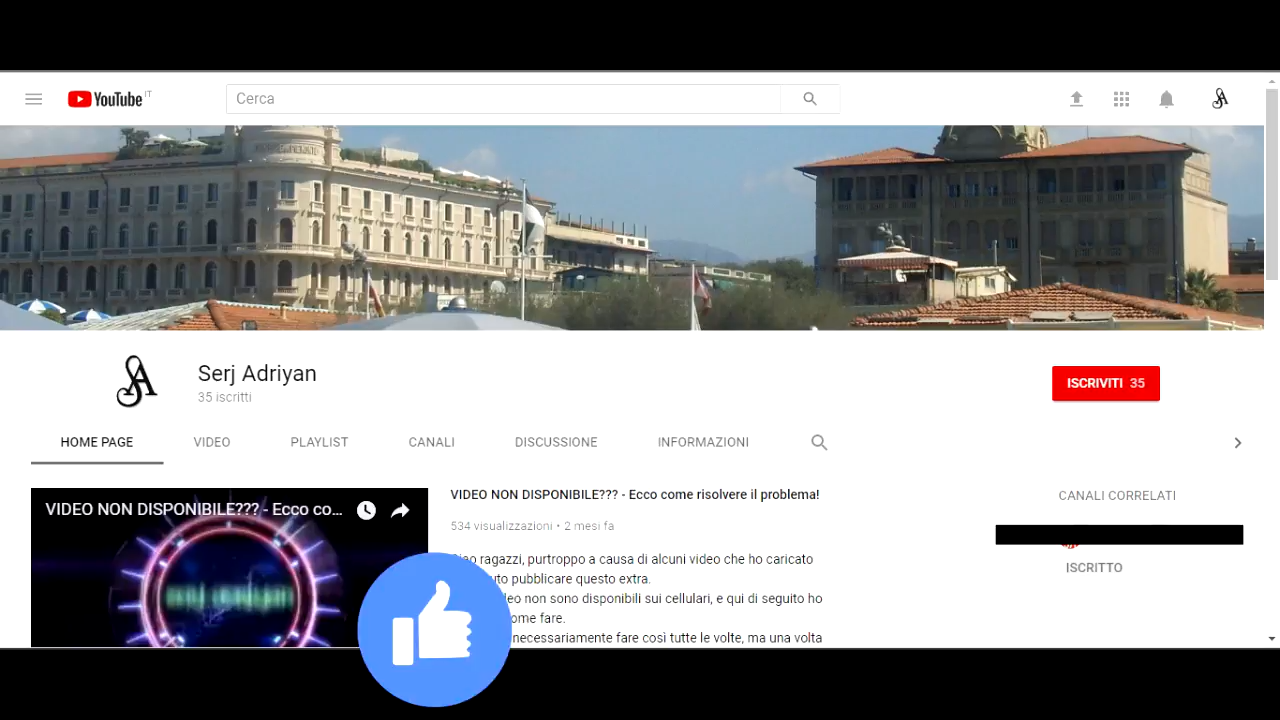 YouTube IT
Cerca
Serj Adriyan
35 iscritti
ISCRIVITI 35
HOME PAGE
VIDEO
PLAYLIST
CANALI
DISCUSSIONE
INFORMAZIONI
VIDEO NON DISPONIBILE??? - Ecco co...
VIDEO NON DISPONIBILE??? - Ecco come risolvere il problema!
534 visualizzazioni • 2 mesi fa
ragazzi, purtroppo a causa di alcuni video che ho caricato
pubblicare questo extra.
non sono disponibili sui cellulari, e qui di seguito ho
fare.
necessariamente fare così tutte le volte, ma una volta
CANALI CORRELATI
ISCRITTO